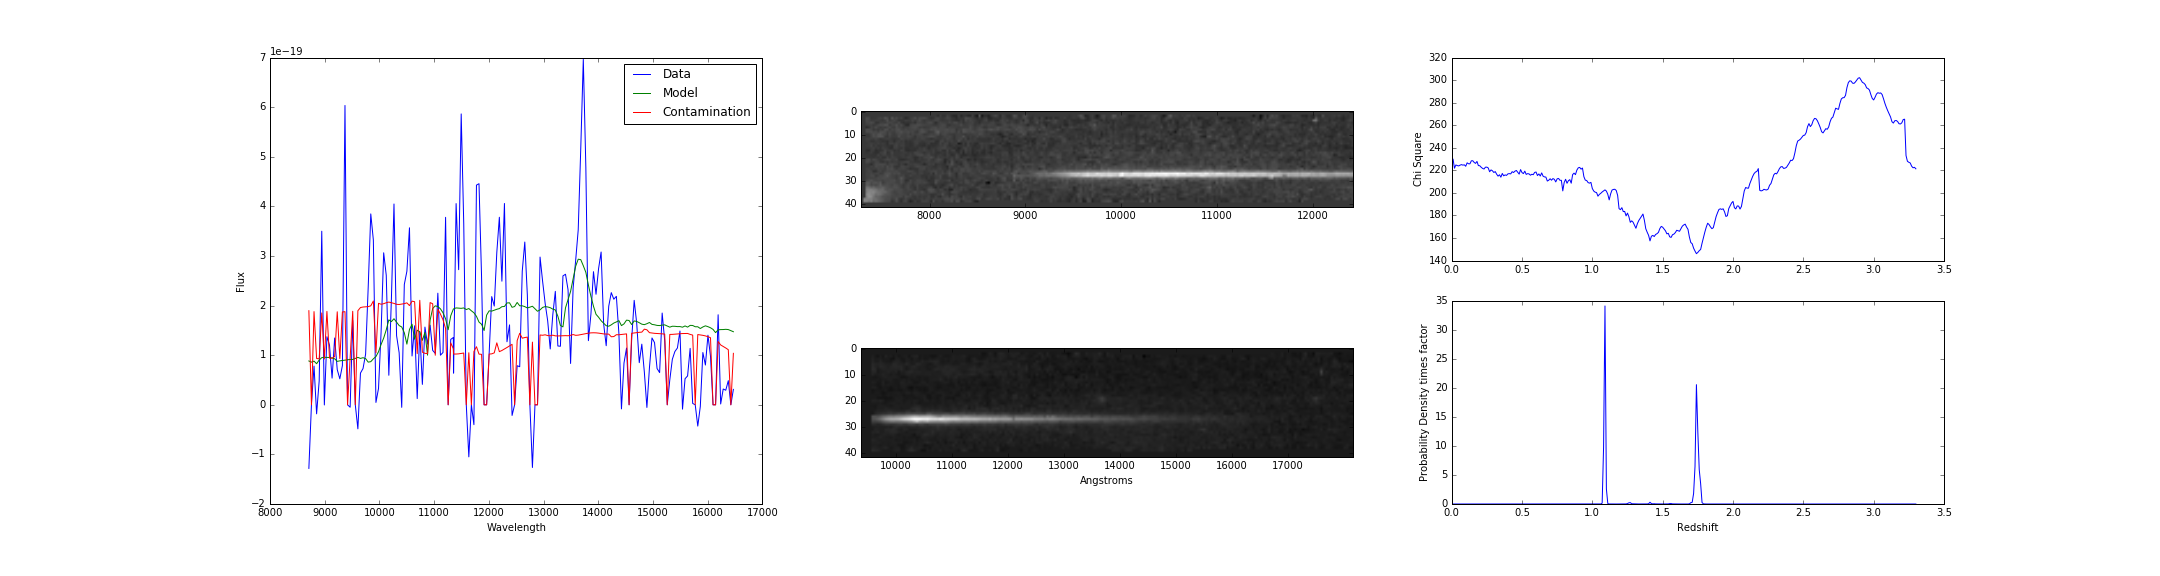 1e−19
7
6
5
4
3
2
1
0
−1
−2
Flux
8000 9000 10000 11000 12000 13000 14000 15000 16000 17000
Wavelength
Data
Model
Contamination
0
10
20
30
40
8000 9000 10000 11000 12000
0
10
20
30
40
10000 11000 12000 13000 14000 15000 16000 17000
Angstroms
320
300
280
260
240
220
200
180
160
140
Chi Square
0.0 0.5 1.0 1.5 2.0 2.5 3.0 3.5
35
30
25
20
15
10
5
0
Probability Density times factor
0.0 0.5 1.0 1.5 2.0 2.5 3.0 3.5
Redshift